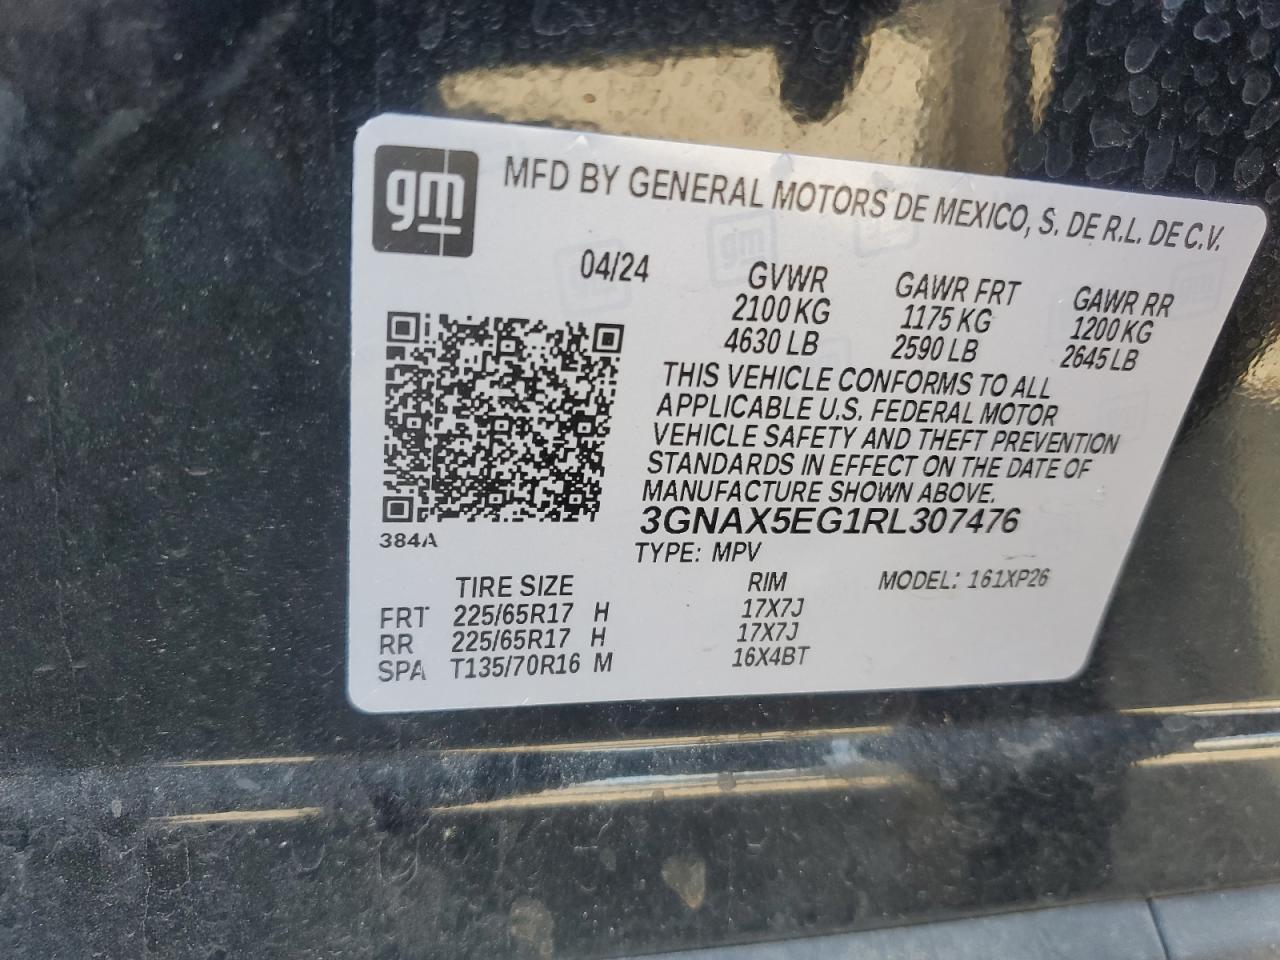 gm
MFD BY GENERAL MOTORS DE MEXICO, S. DE R.L. DE C.V.
04/24
GVWR
2100 KG
4630 LB
GAWR FRT
1175 KG
2590 LB
GAWR RR
1200 KG
2645 LB
THIS VEHICLE CONFORMS TO ALL
APPLICABLE U.S. FEDERAL MOTOR
VEHICLE SAFETY AND THEFT PREVENTION
STANDARDS IN EFFECT ON THE DATE OF
MANUFACTURE SHOWN ABOVE.
3GNAX5EG1RL307476
384A
TYPE: MPV
MODEL: 161XP26
TIRE SIZE RIM
FRT 225/65R17 H 17X7J
RR 225/65R17 H 17X7J
SPA T135/70R16 M 16X4BT